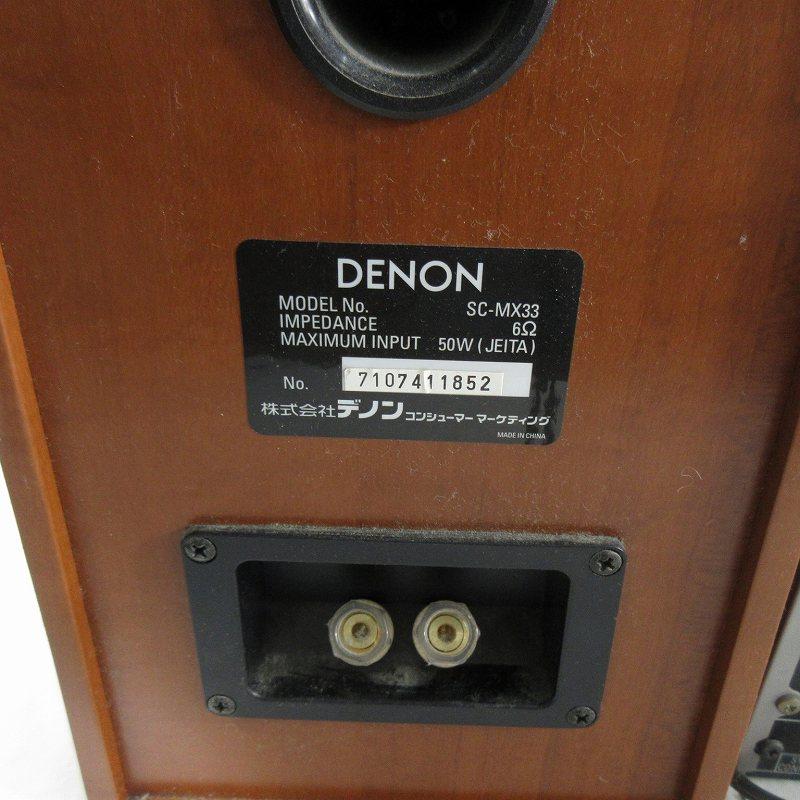 DENON
MODEL No. SC-MX33
IMPEDANCE 6Ω
MAXIMUM INPUT 50W (JEITA)
No. 7107411852
株式会社デノン コンシューマー マーケティング
MADE IN CHINA